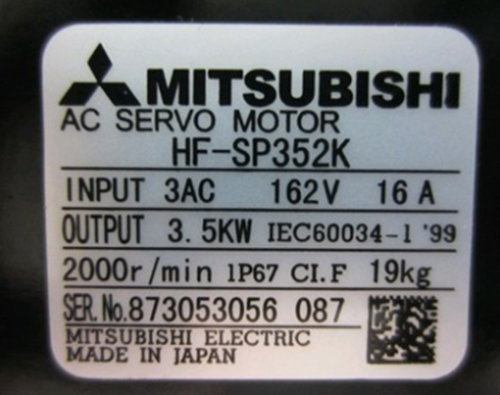 MITSUBISHI
AC SERVO MOTOR
HF-SP352K
INPUT 3AC 162V 16 A
OUTPUT 3.5KW IEC60034-1 '99
2000r/min 1P67 CI.F 19kg
SER.No.873053056 087
MITSUBISHI ELECTRIC
MADE IN JAPAN